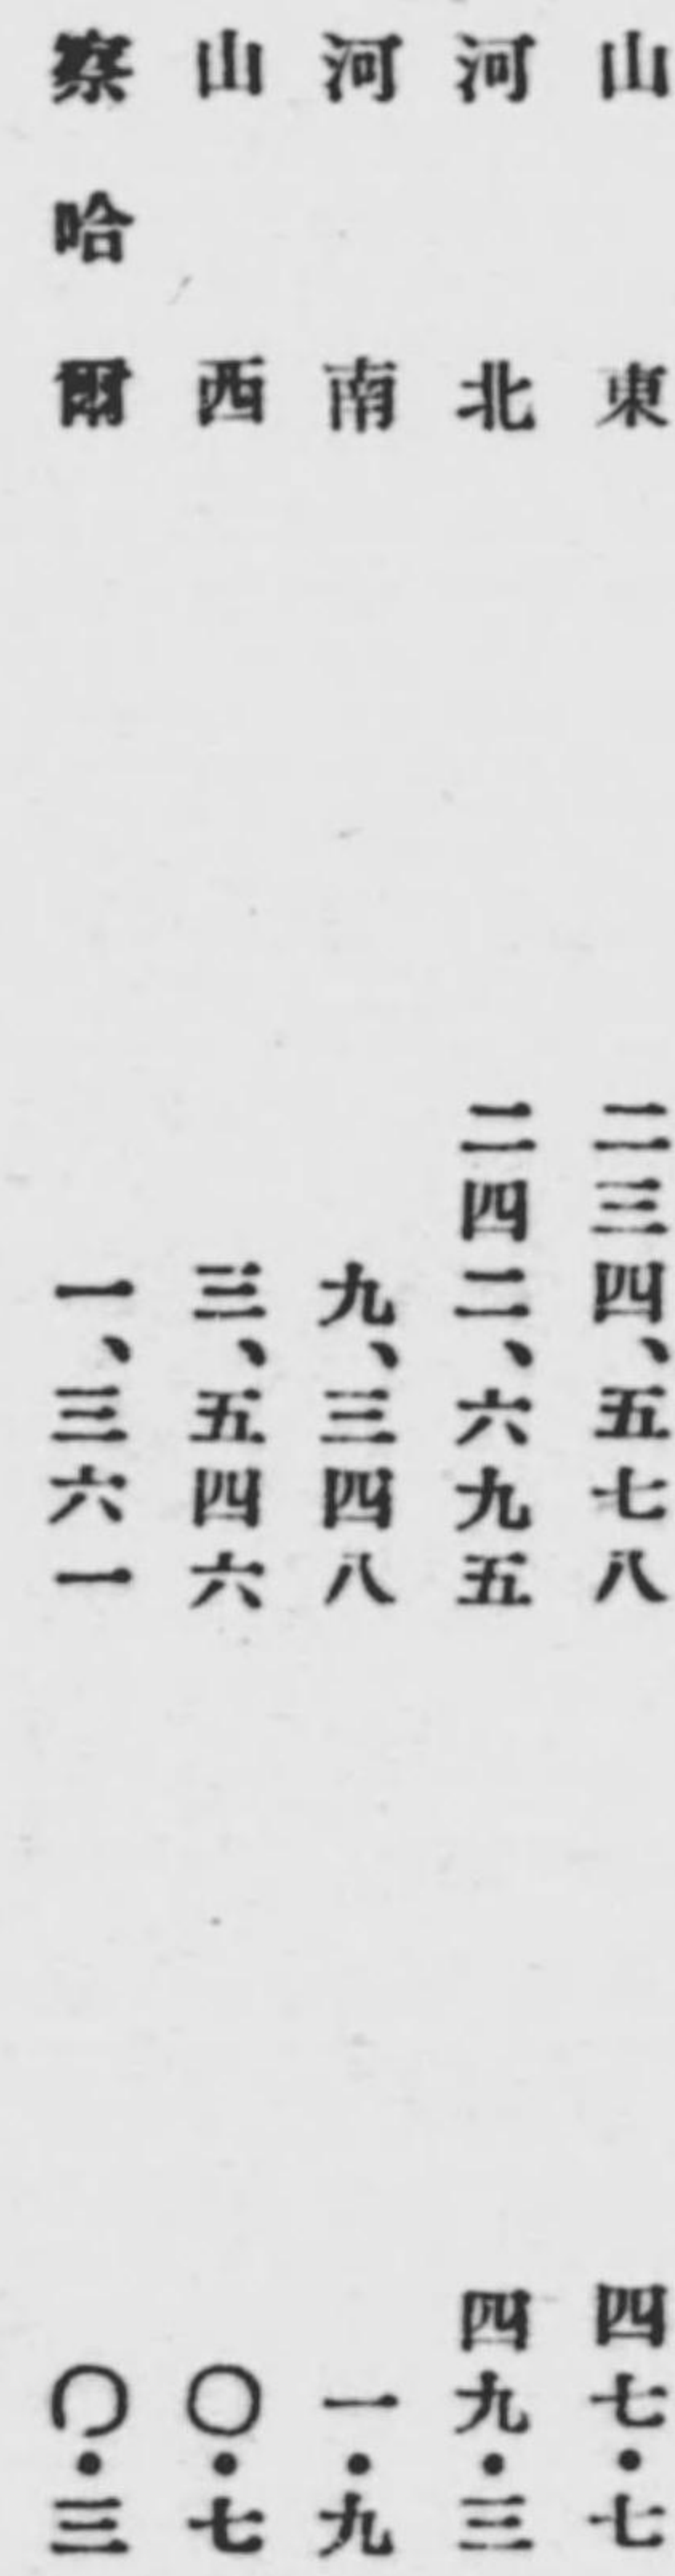 山東 二三四、五七八 四七・七
河北 二四二、六九五 四九・三
河南 九、三四八 一・九
山西 三、五四六 〇・七
察哈爾 一、三六一 〇・三